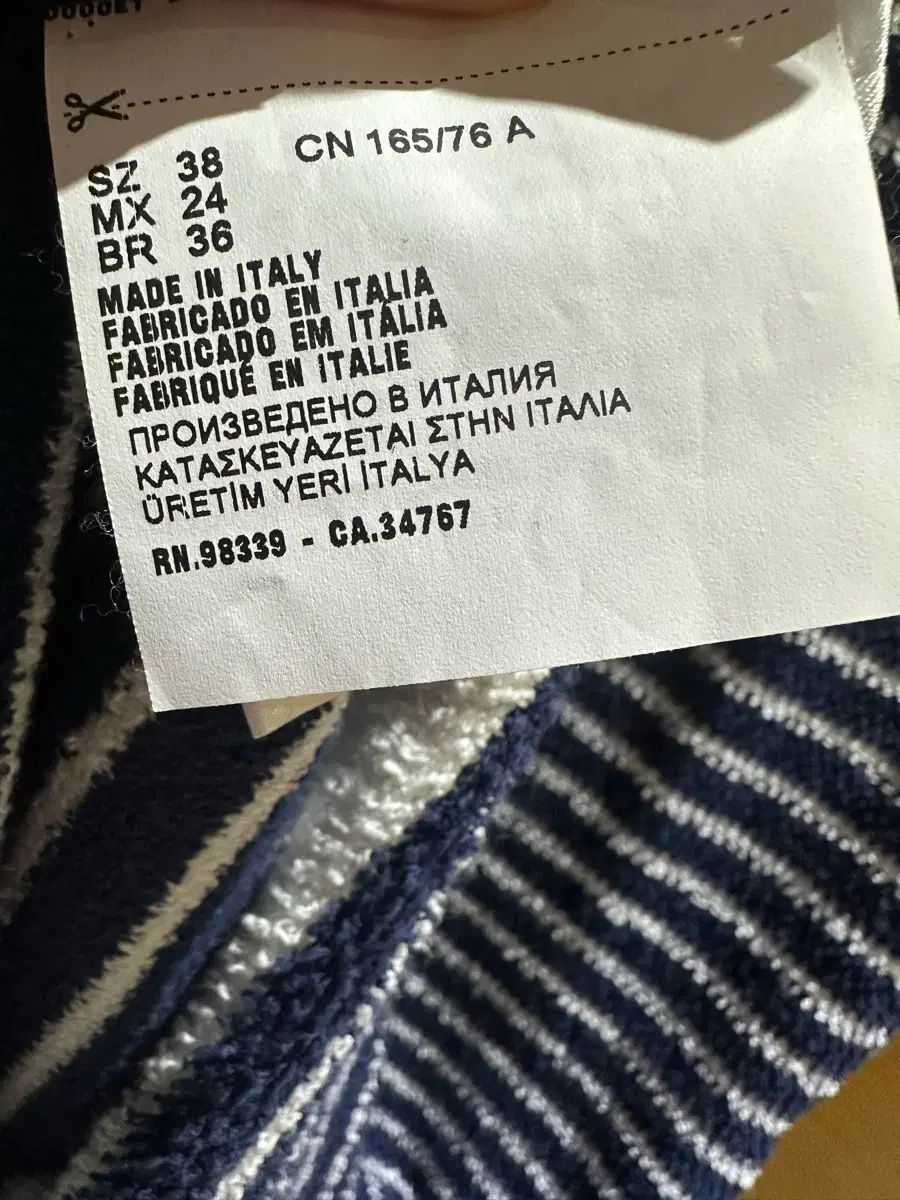 SZ 38 CN 165/76 A
MX 24
BR 36
MADE IN ITALY
FABRICADO EN ITALIA
FABRICADO EM ITÁLIA
FABRIQUÉ EN ITALIE
ПРОИЗВЕДЕНО В ИТАЛИЯ
ΚΑΤΑΣΚΕΥΑΖΕΤΑΙ ΣΤΗΝ ΙΤΑΛΙΑ
ÜRETİM YERİ İTALYA
RN.98339 - CA.34767